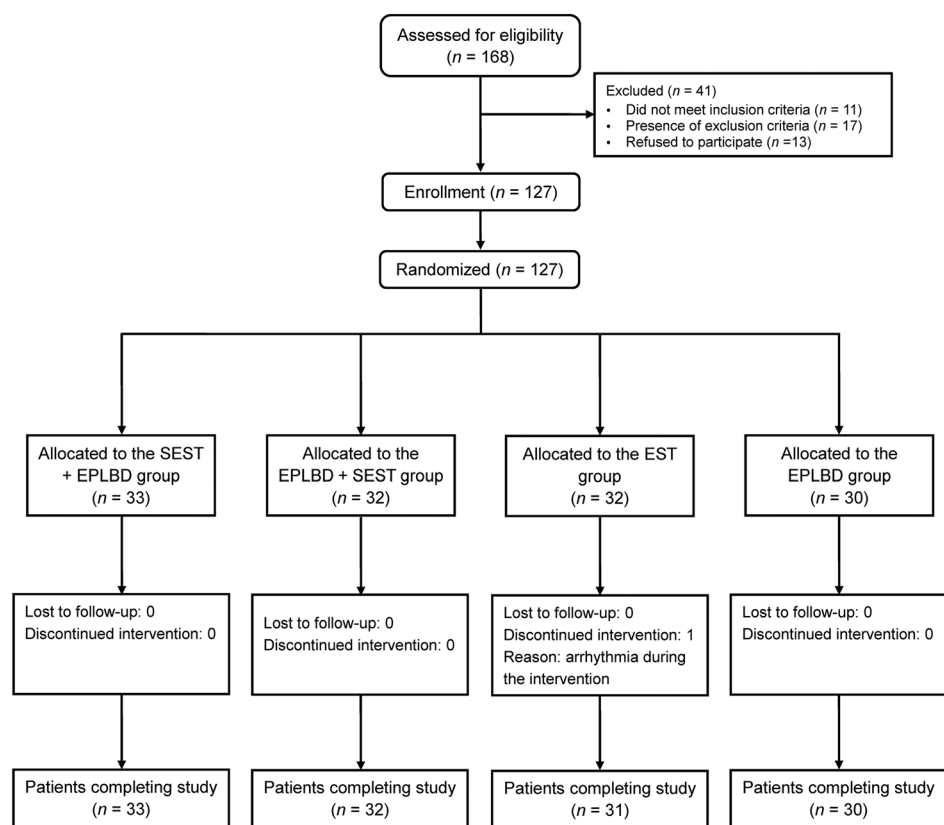 Assessed for eligibility
(n = 168)
Excluded (n = 41)
• Did not meet inclusion criteria (n = 11)
• Presence of exclusion criteria (n = 17)
• Refused to participate (n =13)
Enrollment (n = 127)
Randomized (n = 127)
Allocated to the SEST
+ EPLBD group
(n = 33)
Allocated to the
EPLBD + SEST group
(n = 32)
Allocated to the EST
group
(n = 32)
Allocated to the
EPLBD group
(n = 30)
Lost to follow-up: 0
Discontinued intervention: 0
Lost to follow-up: 0
Discontinued intervention: 0
Lost to follow-up: 0
Discontinued intervention: 1
Reason: arrhythmia during
the intervention
Lost to follow-up: 0
Discontinued intervention: 0
Patients completing study
(n = 33)
Patients completing study
(n = 32)
Patients completing study
(n = 31)
Patients completing study
(n = 30)